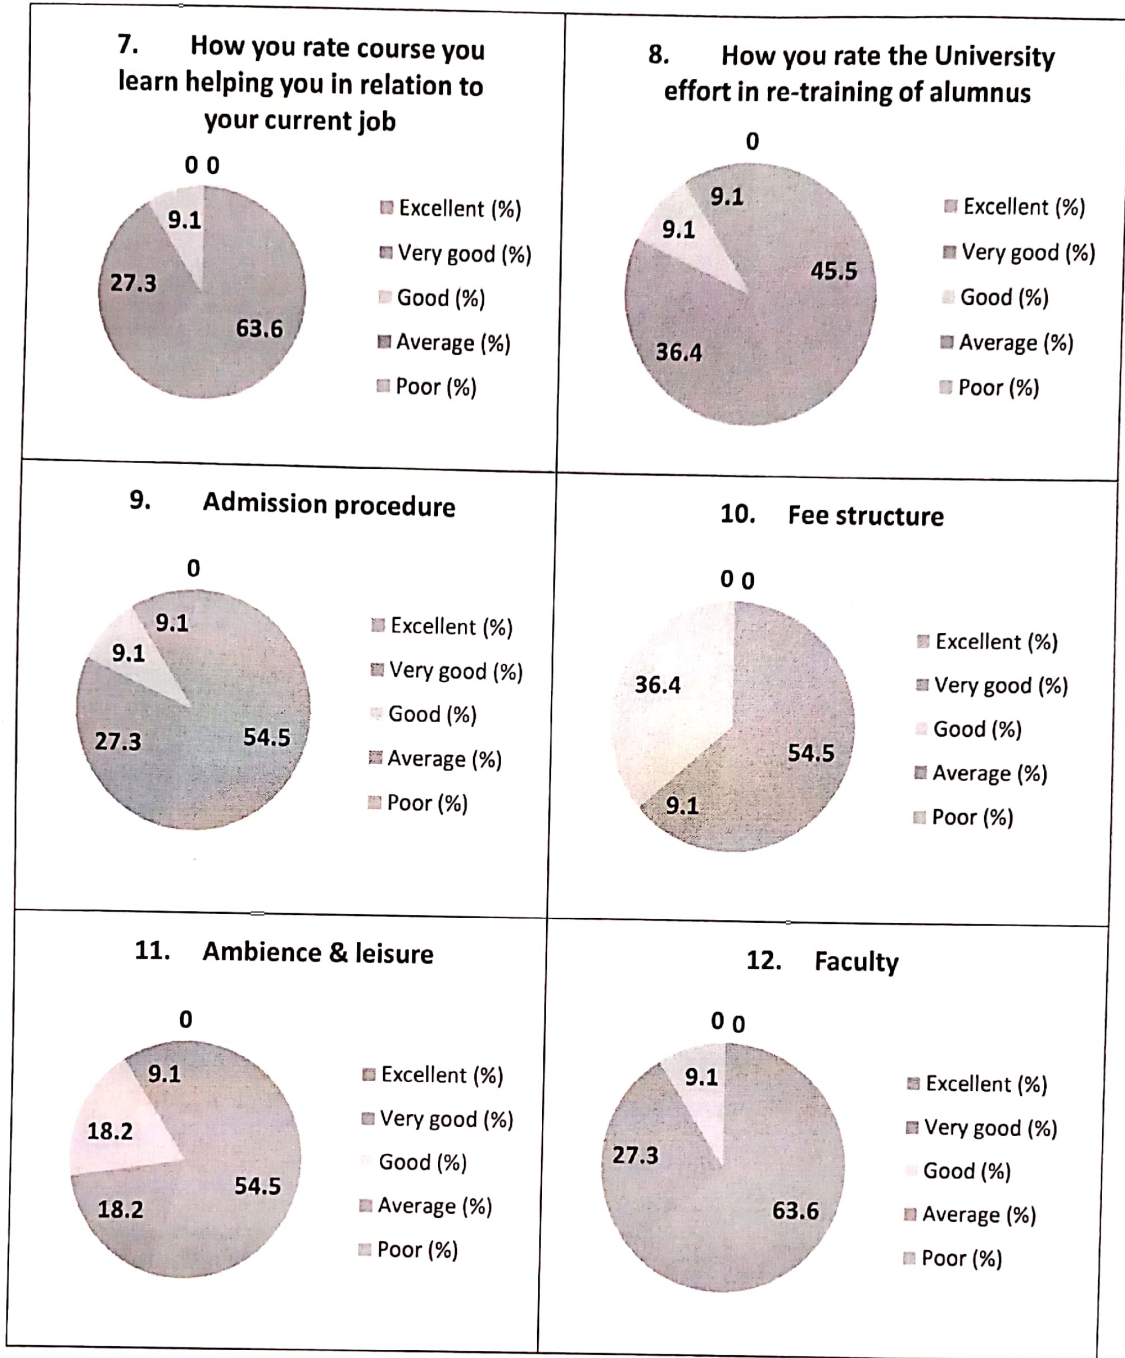 7. How you rate course you
learn helping you in relation to
your current job
0 0
9.1
27.3
63.6
Excellent (%)
Very good (%)
Good (%)
Average (%)
Poor (%)
8. How you rate the University
effort in re-training of alumnus
0
9.1
9.1
45.5
36.4
Excellent (%)
Very good (%)
Good (%)
Average (%)
Poor (%)
9. Admission procedure
0
9.1
9.1
27.3
54.5
Excellent (%)
Very good (%)
Good (%)
Average (%)
Poor (%)
10. Fee structure
0 0
36.4
54.5
9.1
Excellent (%)
Very good (%)
Good (%)
Average (%)
Poor (%)
11. Ambience & leisure
0
9.1
18.2
54.5
18.2
Excellent (%)
Very good (%)
Good (%)
Average (%)
Poor (%)
12. Faculty
0 0
9.1
27.3
63.6
Excellent (%)
Very good (%)
Good (%)
Average (%)
Poor (%)